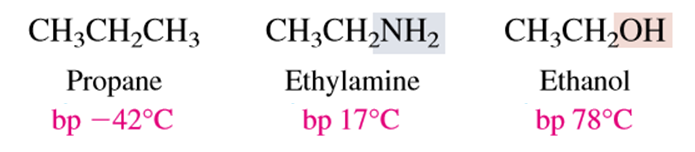 CH₃CH₂CH₃ CH₃CH₂NH₂ CH₃CH₂OH
Propane Ethylamine Ethanol
bp −42°C bp 17°C bp 78°C